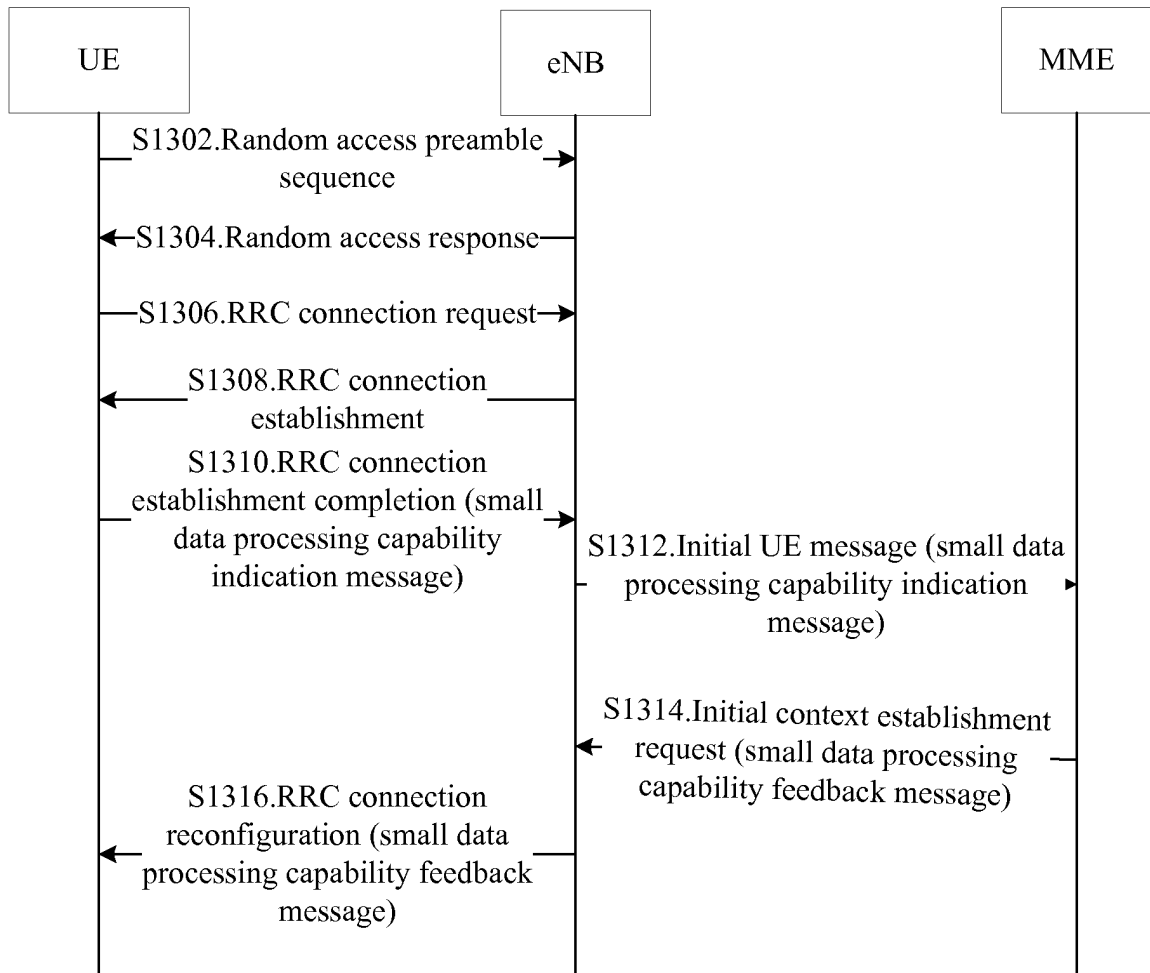 UE
eNB
MME
S1302.Random access preamble
sequence
S1304.Random access response
S1306.RRC connection request
S1308.RRC connection
establishment
S1310.RRC connection
establishment completion (small
data processing capability
indication message)
S1312.Initial UE message (small data
processing capability indication
message)
S1314.Initial context establishment
request (small data processing
capability feedback message)
S1316.RRC connection
reconfiguration (small data
processing capability feedback
message)